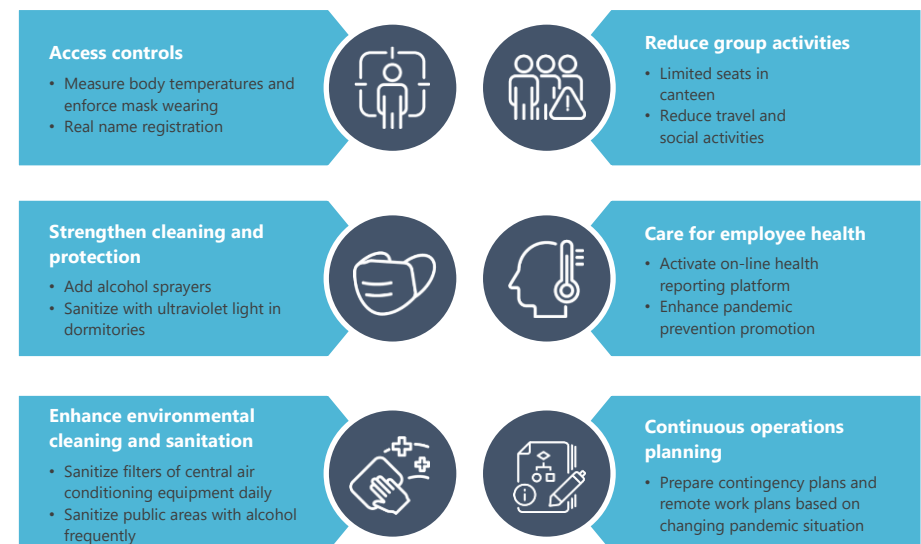 Access controls
• Measure body temperatures and
enforce mask wearing
• Real name registration
Reduce group activities
• Limited seats in
canteen
• Reduce travel and
social activities
Strengthen cleaning and
protection
• Add alcohol sprayers
• Sanitize with ultraviolet light in
dormitories
Care for employee health
• Activate on-line health
reporting platform
• Enhance pandemic
prevention promotion
Enhance environmental
cleaning and sanitation
• Sanitize filters of central air
conditioning equipment daily
• Sanitize public areas with alcohol
frequently
Continuous operations
planning
• Prepare contingency plans and
remote work plans based on
changing pandemic situation